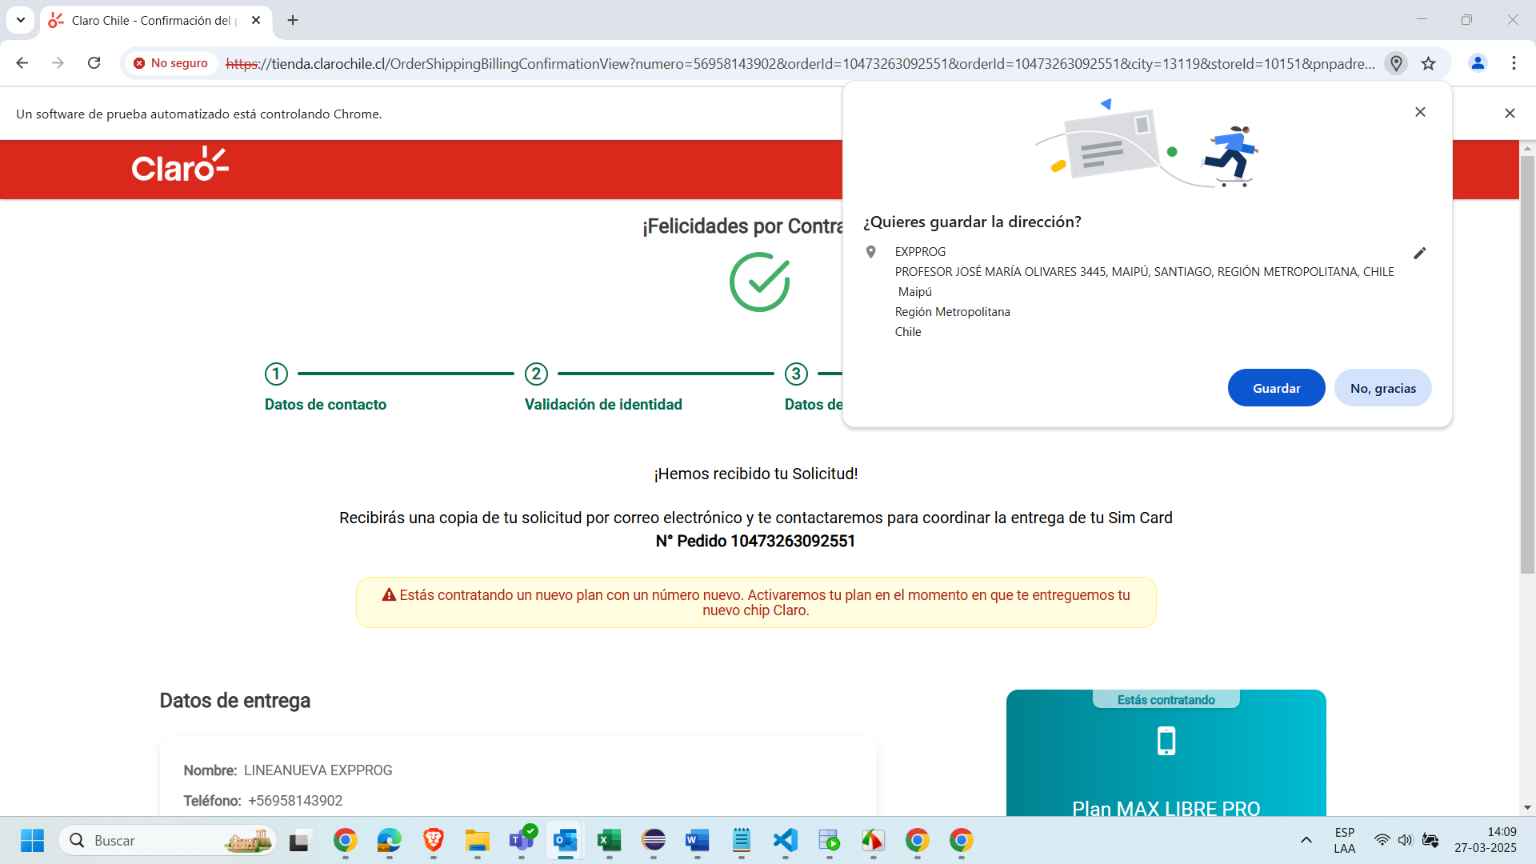 Claro Chile - Confirmación del p
No seguro
https://tienda.clarochile.cl/OrderShippingBillingConfirmationView?numero=56958143902&orderId=10473263092551&orderId=10473263092551&city=13119&storeId=10151&pnpadre...
Un software de prueba automatizado está controlando Chrome.
Claro
¡Felicidades por Contra
¿Quieres guardar la dirección?
EXPPROG
PROFESOR JOSÉ MARÍA OLIVARES 3445, MAIPÚ, SANTIAGO, REGIÓN METROPOLITANA, CHILE
Maipú
Región Metropolitana
Chile
Guardar No, gracias
1 2 3
Datos de contacto Validación de identidad Datos de
¡Hemos recibido tu Solicitud!
Recibirás una copia de tu solicitud por correo electrónico y te contactaremos para coordinar la entrega de tu Sim Card
N° Pedido 10473263092551
Estás contratando un nuevo plan con un número nuevo. Activaremos tu plan en el momento en que te entreguemos tu
nuevo chip Claro.
Datos de entrega
Nombre: LINEANUEVA EXPPROG
Teléfono: +56958143902
Estás contratando
Plan MAX LIBRE PRO
Buscar
ESP
LAA
14:09
27-03-2025